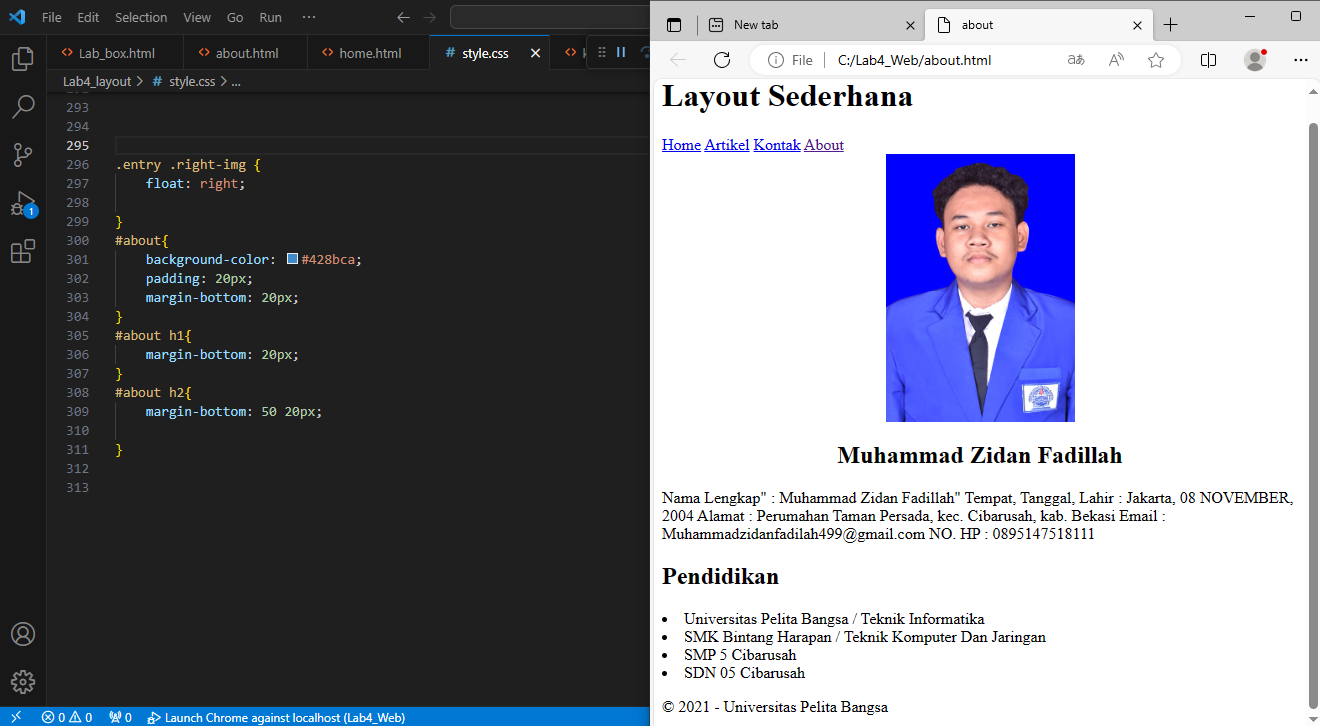 File Edit Selection View Go Run ···
Lab_box.html about.html home.html # style.css
Lab4_layout > # style.css > ...
293
294
295
296 .entry .right-img {
297 float: right;
298
299 }
300 #about{
301 background-color: #428bca;
302 padding: 20px;
303 margin-bottom: 20px;
304 }
305 #about h1{
306 margin-bottom: 20px;
307 }
308 #about h2{
309 margin-bottom: 50 20px;
310
311 }
312
313
1
0 0 0 Launch Chrome against localhost (Lab4_Web)
New tab about
File C:/Lab4_Web/about.html
Layout Sederhana
Home Artikel Kontak About
Muhammad Zidan Fadillah
Nama Lengkap" : Muhammad Zidan Fadillah" Tempat, Tanggal, Lahir : Jakarta, 08 NOVEMBER,
2004 Alamat : Perumahan Taman Persada, kec. Cibarusah, kab. Bekasi Email :
Muhammadzidanfadilah499@gmail.com NO. HP : 0895147518111
Pendidikan
• Universitas Pelita Bangsa / Teknik Informatika
• SMK Bintang Harapan / Teknik Komputer Dan Jaringan
• SMP 5 Cibarusah
• SDN 05 Cibarusah
© 2021 - Universitas Pelita Bangsa